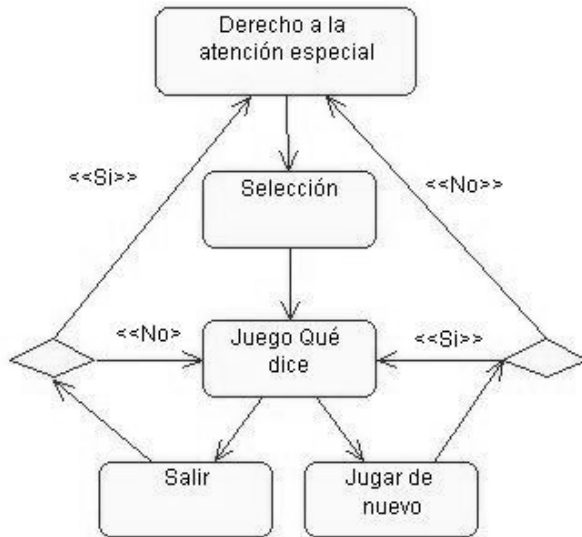 Derecho a la
atención especial
<<Si>>
Selección
<<No>>
<<No>
Juego Qué
dice
<<Si>>
Salir
Jugar de
nuevo